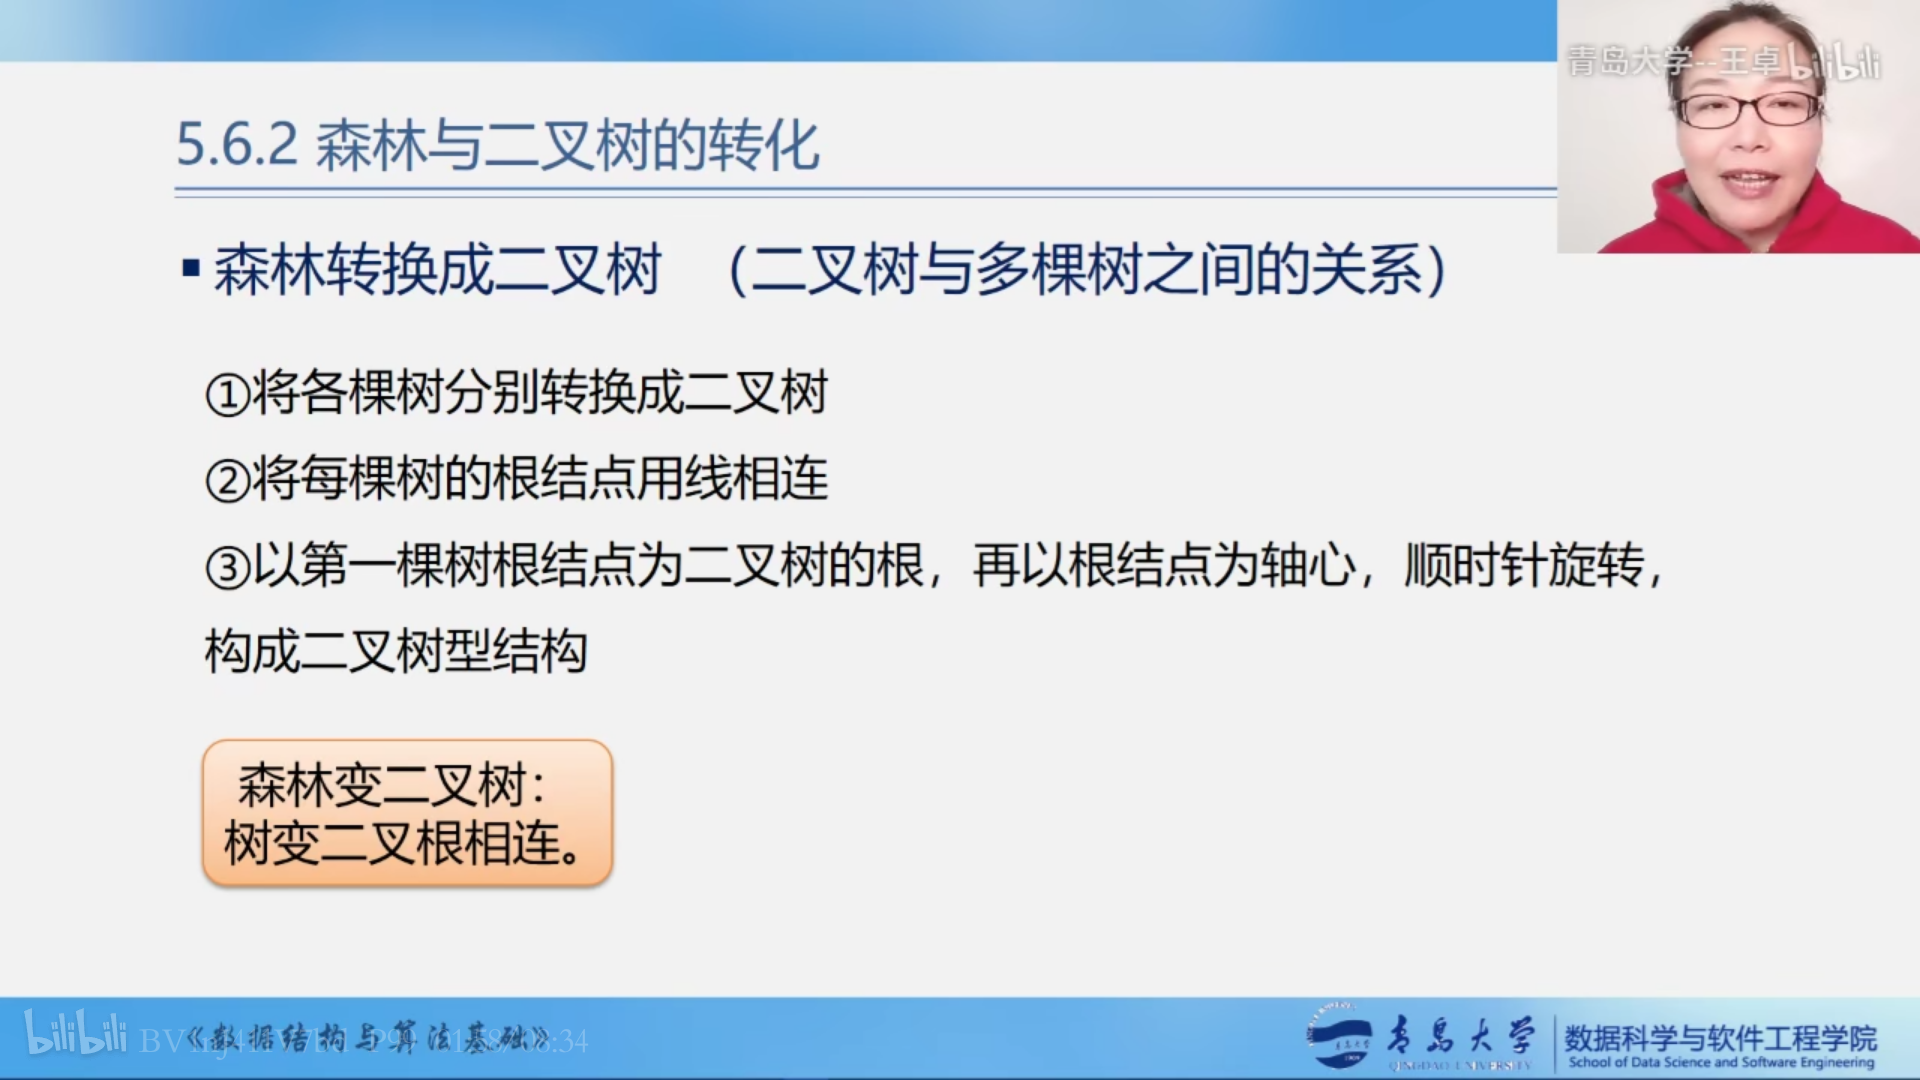 青岛大学--王卓 bilibili
5.6.2 森林与二叉树的转化
▪ 森林转换成二叉树 （二叉树与多棵树之间的关系）
①将各棵树分别转换成二叉树
②将每棵树的根结点用线相连
③以第一棵树根结点为二叉树的根，再以根结点为轴心，顺时针旋转，
构成二叉树型结构
森林变二叉树：
树变二叉根相连。
bilibili
《数据结构与算法基础》
青岛大学
QINGDAO UNIVERSITY
数据科学与软件工程学院
School of Data Science and Software Engineering